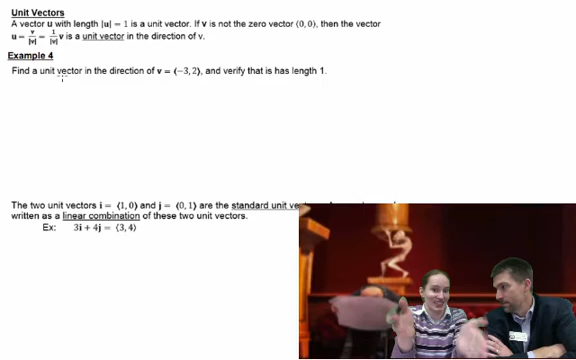 Unit Vectors
A vector u with length |u| = 1 is a unit vector. If v is not the zero vector ⟨0, 0⟩, then the vector
u = v/|v| = 1/|v| v is a unit vector in the direction of v.
Example 4
Find a unit vector in the direction of v = ⟨−3, 2⟩, and verify that is has length 1.
The two unit vectors i = ⟨1, 0⟩ and j = ⟨0, 1⟩ are the standard unit
written as a linear combination of these two unit vectors.
Ex: 3i + 4j = ⟨3, 4⟩